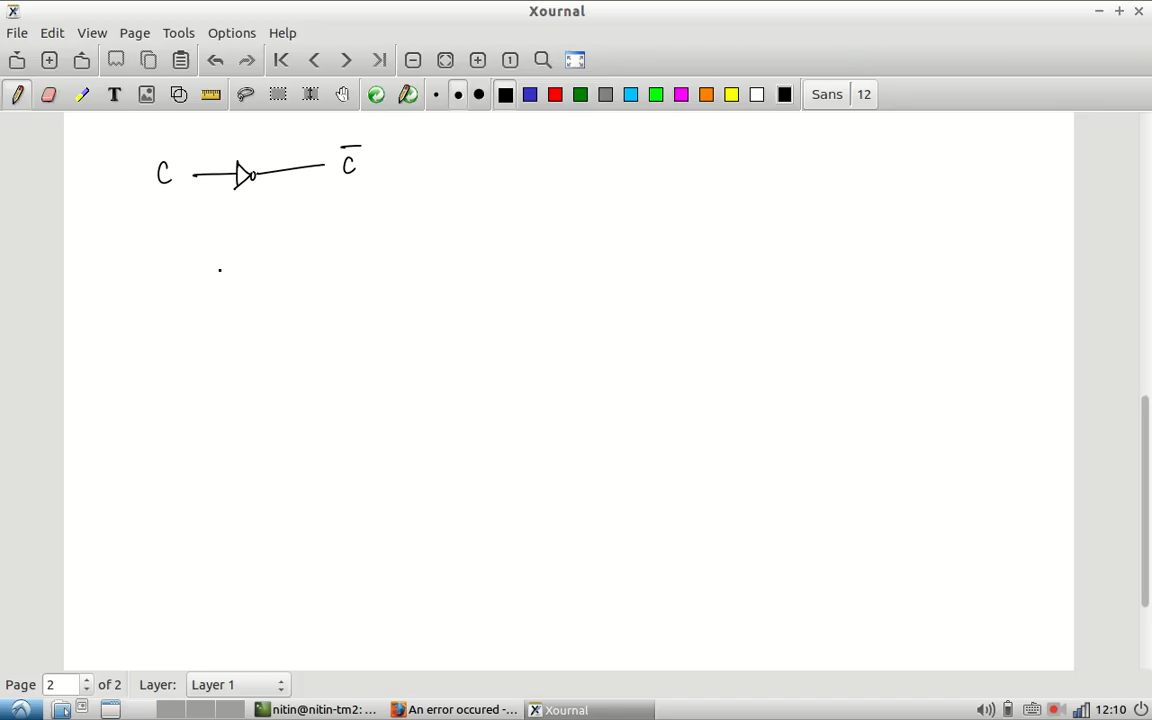 Xournal
File Edit View Page Tools Options Help
Sans 12
C C̅
Page 2 of 2 Layer: Layer 1
nitin@nitin-tm2: ... An error occured -... Xournal 12:10